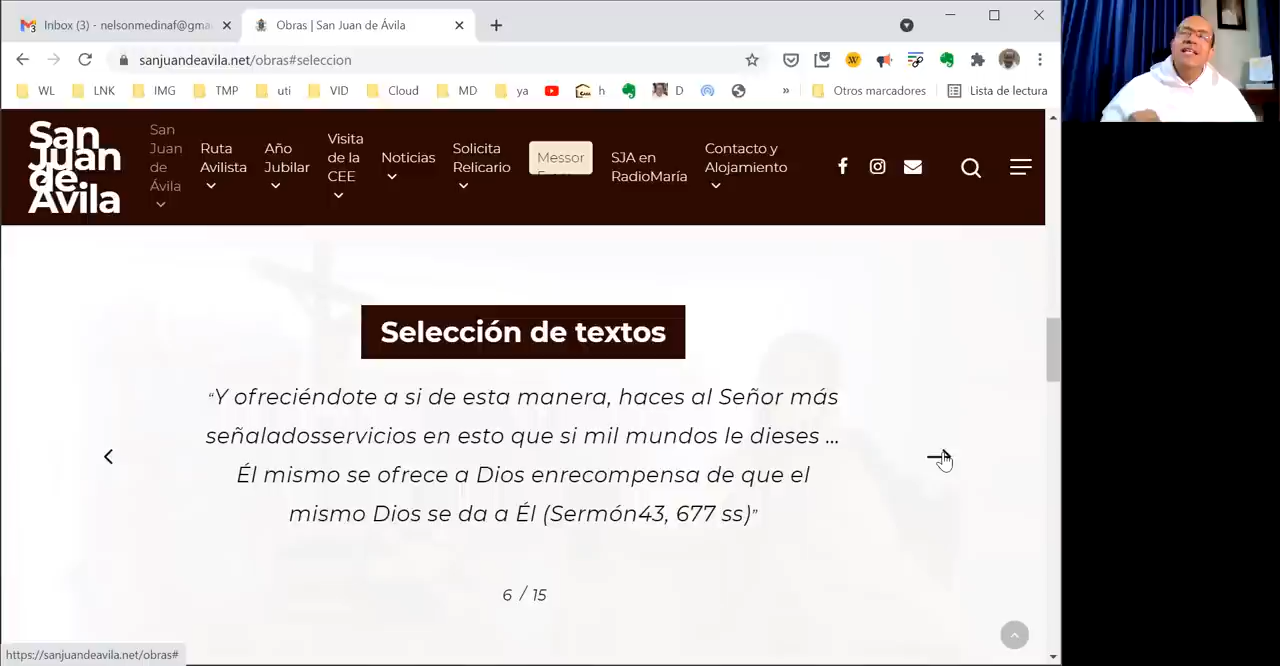 Inbox (3) - nelsonmedinaf@gma
Obras | San Juan de Ávila
sanjuandeavila.net/obras#seleccion
WL LNK IMG TMP uti VID Cloud MD ya h D » Otros marcadores Lista de lectura
San Juan de Ávila
San Juan de Ávila
Ruta Avilista
Año Jubilar
Visita de la CEE
Noticias
Solicita Relicario
Messor
SJA en RadioMaría
Contacto y Alojamiento
Selección de textos
“Y ofreciéndote a si de esta manera, haces al Señor más
señaladosservicios en esto que si mil mundos le dieses ...
Él mismo se ofrece a Dios enrecompensa de que el
mismo Dios se da a Él (Sermón43, 677 ss)”
6 / 15
https://sanjuandeavila.net/obras#